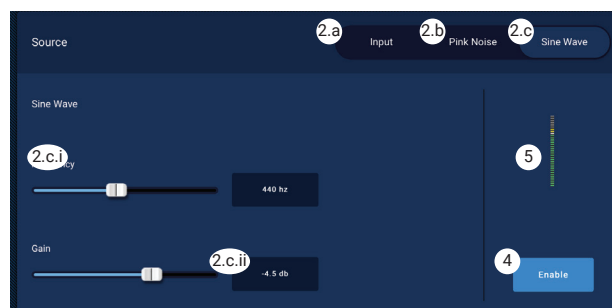 Source 2.a Input 2.b Pink Noise 2.c Sine Wave
Sine Wave
2.c.i
440 hz
5
Gain
2.c.ii -4.5 db
4 Enable